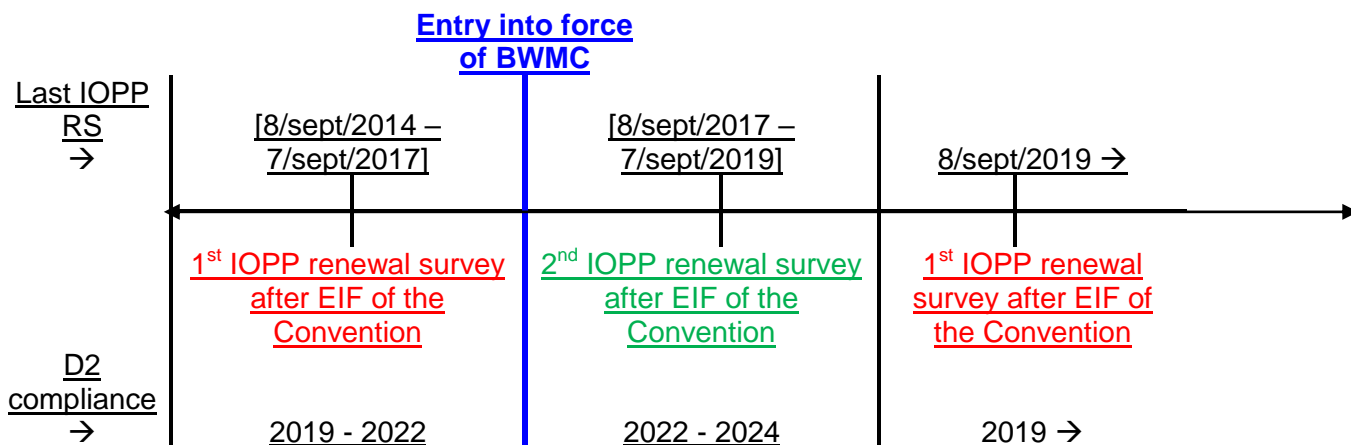 Entry into force
of BWMC
Last IOPP
RS
→
[8/sept/2014 –
7/sept/2017]
[8/sept/2017 –
7/sept/2019]
8/sept/2019 →
1st IOPP renewal survey
after EIF of the
Convention
2nd IOPP renewal survey
after EIF of the
Convention
1st IOPP renewal
survey after EIF of
the Convention
D2
compliance
→
2019 - 2022
2022 - 2024
2019 →